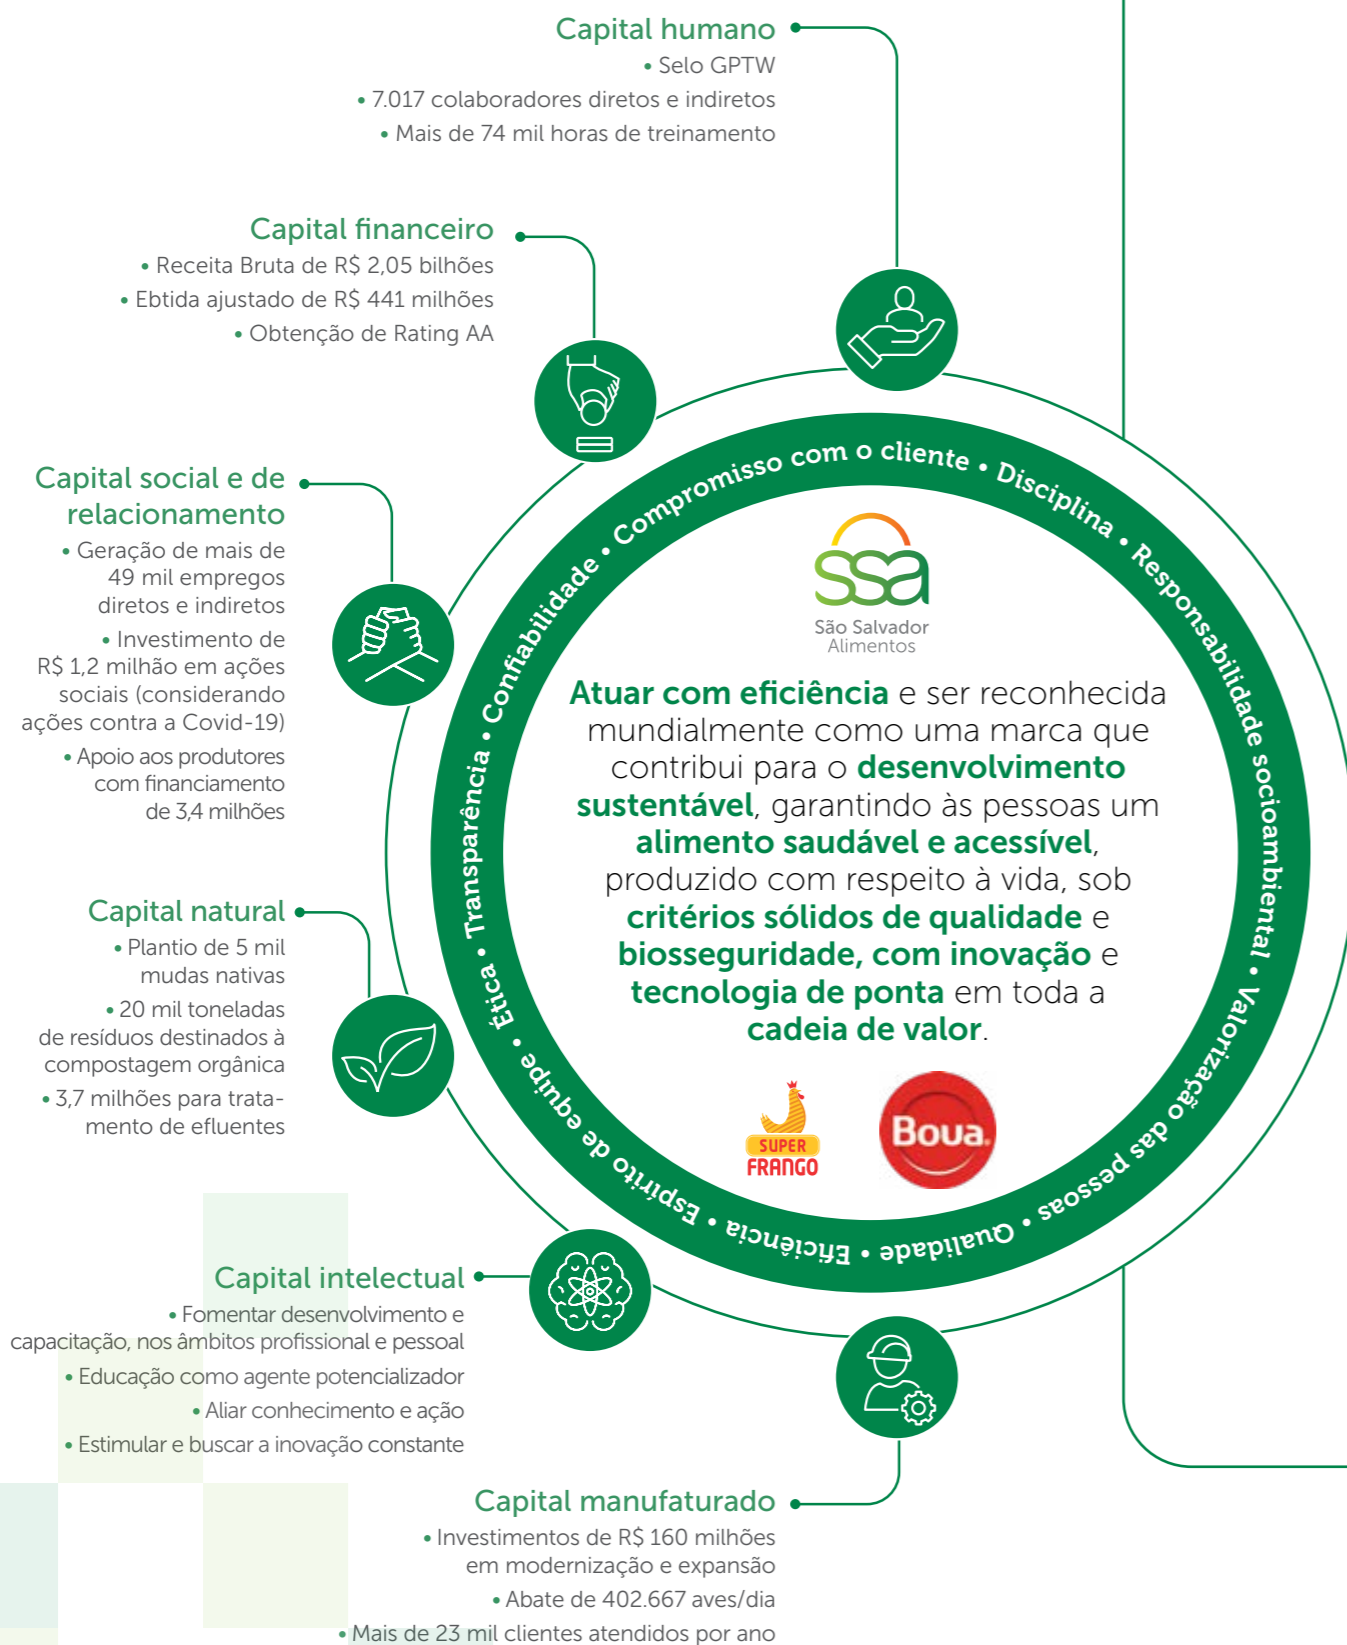 Capital humano
• Selo GPTW
• 7.017 colaboradores diretos e indiretos
• Mais de 74 mil horas de treinamento
Capital financeiro
• Receita Bruta de R$ 2,05 bilhões
• Ebtida ajustado de R$ 441 milhões
• Obtenção de Rating AA
Capital social e de
relacionamento
• Geração de mais de
49 mil empregos
diretos e indiretos
• Investimento de
R$ 1,2 milhão em ações
sociais (considerando
ações contra a Covid-19)
• Apoio aos produtores
com financiamento
de 3,4 milhões
Capital natural
• Plantio de 5 mil
mudas nativas
• 20 mil toneladas
de resíduos destinados à
compostagem orgânica
• 3,7 milhões para trata-
mento de efluentes
Capital intelectual
• Fomentar desenvolvimento e
capacitação, nos âmbitos profissional e pessoal
• Educação como agente potencializador
• Aliar conhecimento e ação
• Estimular e buscar a inovação constante
Capital manufaturado
• Investimentos de R$ 160 milhões
em modernização e expansão
• Abate de 402.667 aves/dia
• Mais de 23 mil clientes atendidos por ano
Ética • Transparência • Confiabilidade • Compromisso com o cliente • Disciplina • Responsabilidade socioambiental • Valorização das pessoas • Qualidade • Eficiência • Espírito de equipe •
ssa
São Salvador
Alimentos
Atuar com eficiência e ser reconhecida
mundialmente como uma marca que
contribui para o desenvolvimento
sustentável, garantindo às pessoas um
alimento saudável e acessível,
produzido com respeito à vida, sob
critérios sólidos de qualidade e
biosseguridade, com inovação e
tecnologia de ponta em toda a
cadeia de valor.
SUPER
FRANGO
Boua